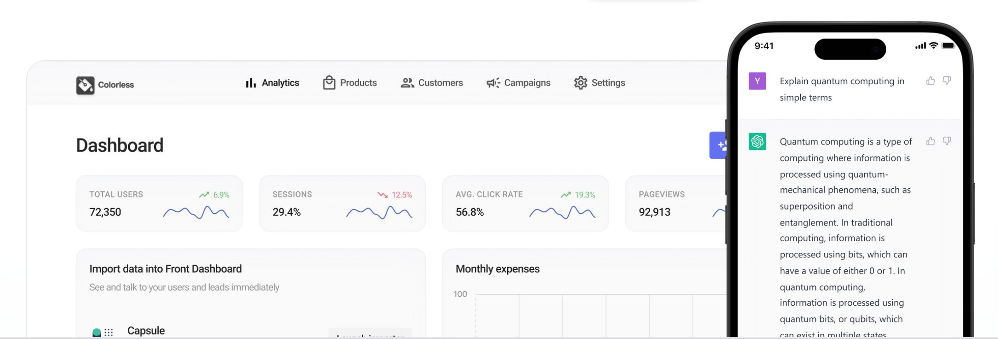 Colorless
Analytics
Products
Customers
Campaigns
Settings
Dashboard
TOTAL USERS
6,9%
72,350
SESSIONS
12.5%
29.4%
AVG. CLICK RATE
19.3%
56.8%
PAGEVIEWS
92,913
Import data into Front Dashboard
See and talk to your users and leads immediately
Capsule
Monthly expenses
100
9:41
Y
Explain quantum computing in
simple terms
Quantum computing is a type of
computing where information is
processed using quantum-
mechanical phenomena, such as
superposition and
entanglement. In traditional
computing, information is
processed using bits, which can
have a value of either 0 or 1. In
quantum computing,
information is processed using
quantum bits, or qubits, which
can exist in multiple states